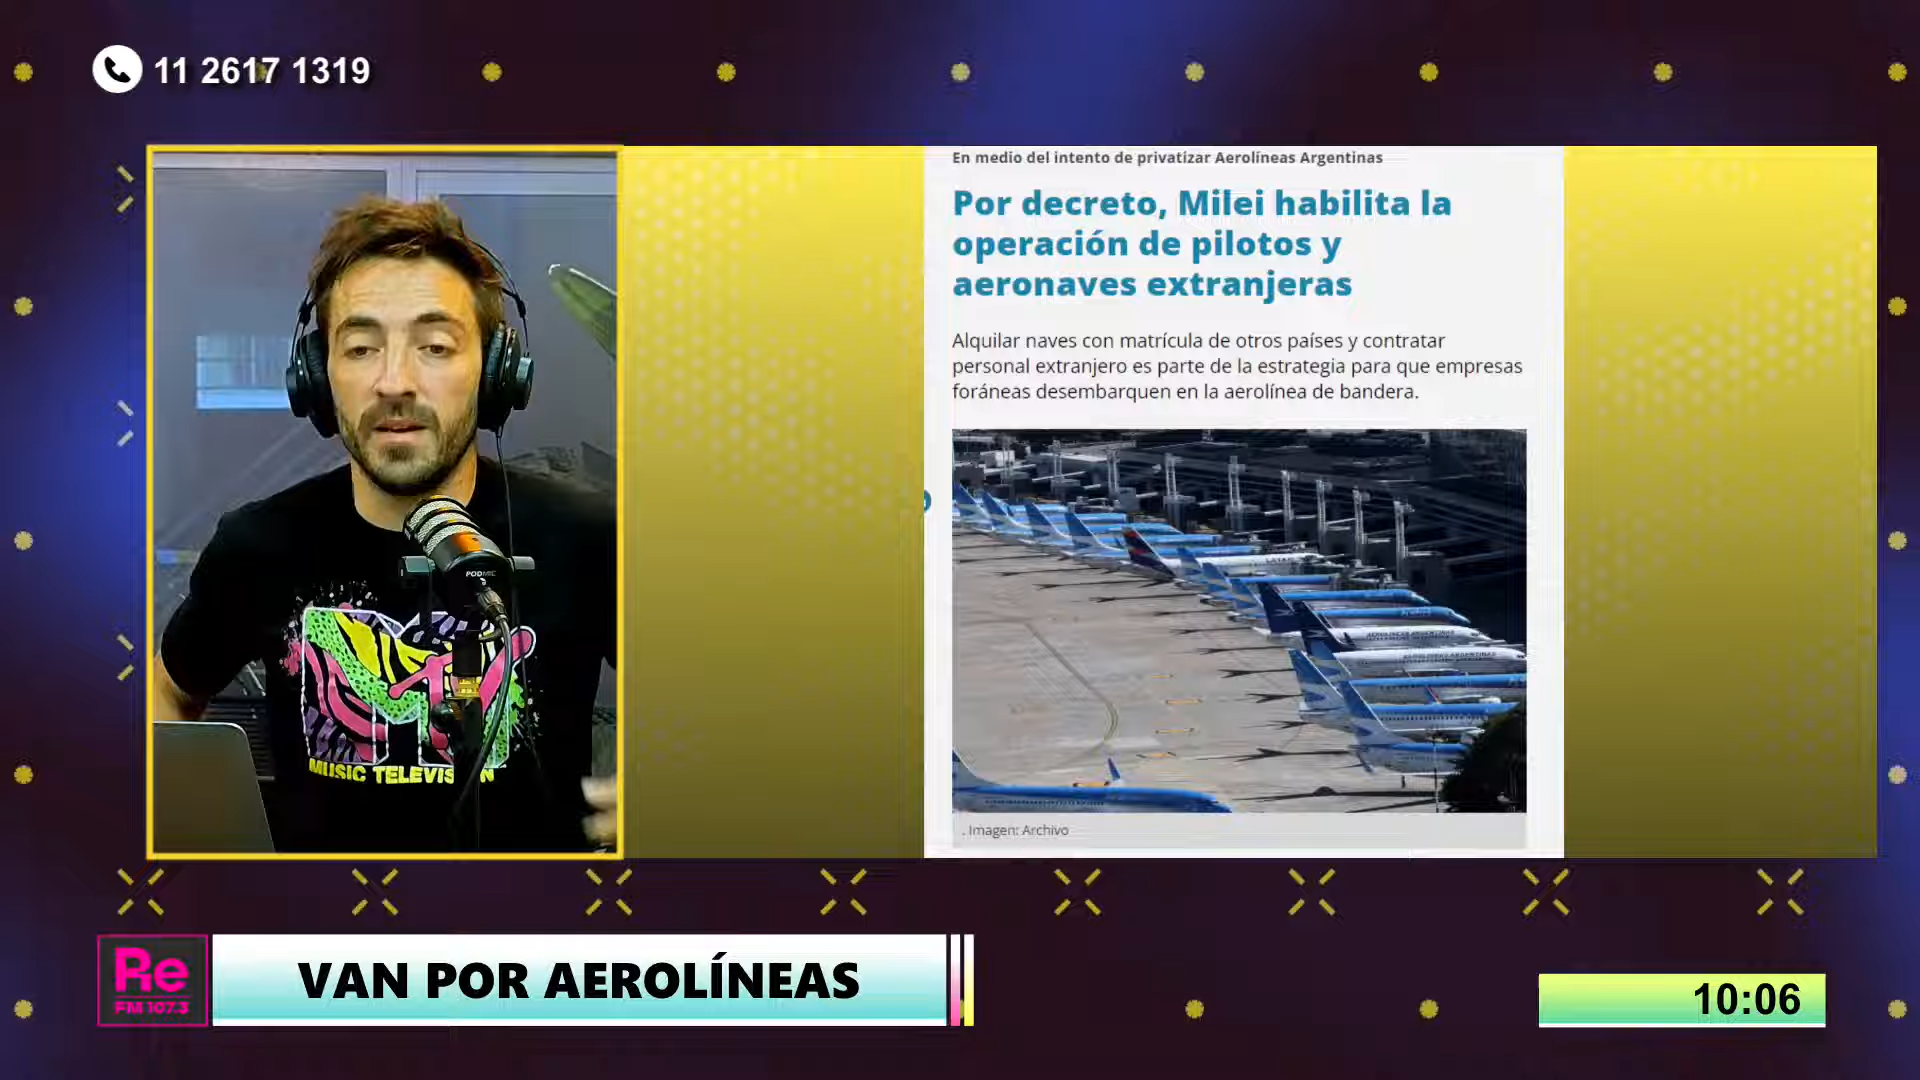 11 2617 1319
En medio del intento de privatizar Aerolíneas Argentinas
Por decreto, Milei habilita la
operación de pilotos y
aeronaves extranjeras
Alquilar naves con matrícula de otros países y contratar
personal extranjero es parte de la estrategia para que empresas
foráneas desembarquen en la aerolínea de bandera.
. Imagen: Archivo
PODMIC
MUSIC TELEVIS N
Re
FM 107.3
VAN POR AEROLÍNEAS
10:06